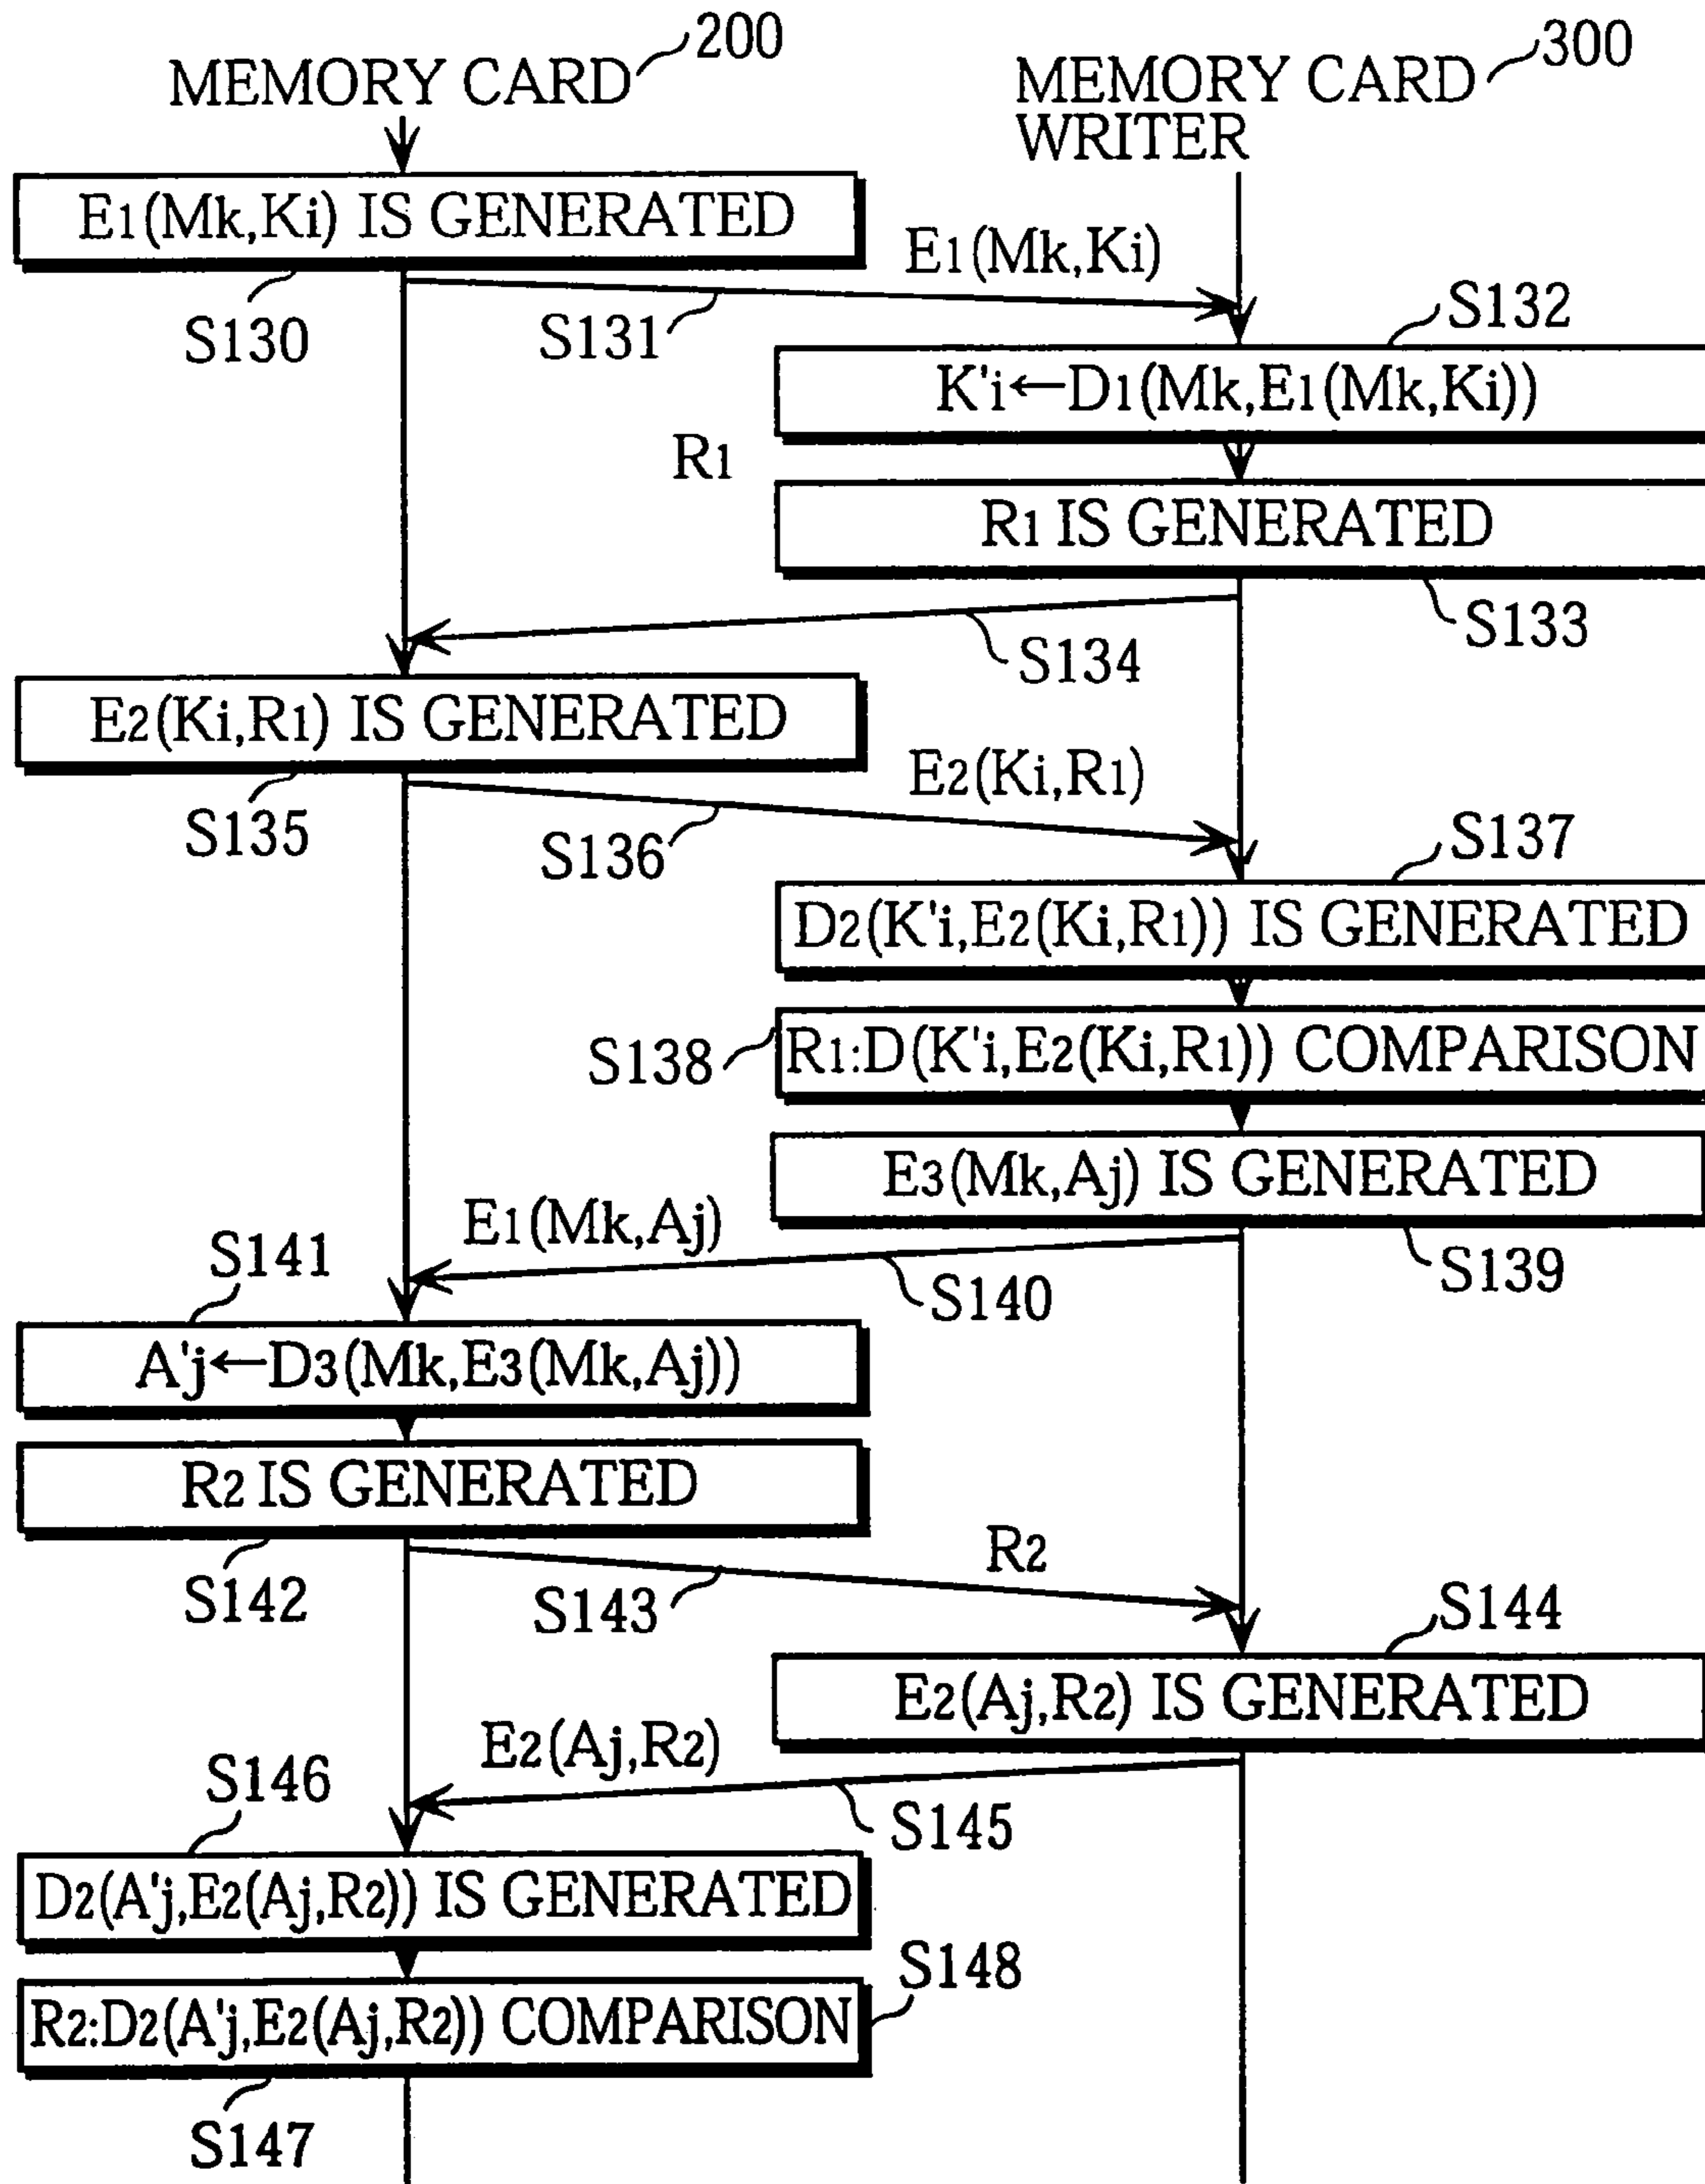 MEMORY CARD 200
MEMORY CARD WRITER 300
E1(Mk,Ki) IS GENERATED
E1(Mk,Ki)
S130
S131
S132
K'i←D1(Mk,E1(Mk,Ki))
R1
R1 IS GENERATED
S133
S134
E2(Ki,R1) IS GENERATED
E2(Ki,R1)
S135
S136
S137
D2(K'i,E2(Ki,R1)) IS GENERATED
S138
R1:D(K'i,E2(Ki,R1)) COMPARISON
E3(Mk,Aj) IS GENERATED
E1(Mk,Aj)
S139
S140
S141
A'j←D3(Mk,E3(Mk,Aj))
R2 IS GENERATED
R2
S142
S143
S144
E2(Aj,R2) IS GENERATED
E2(Aj,R2)
S145
S146
D2(A'j,E2(Aj,R2)) IS GENERATED
S148
R2:D2(A'j,E2(Aj,R2)) COMPARISON
S147